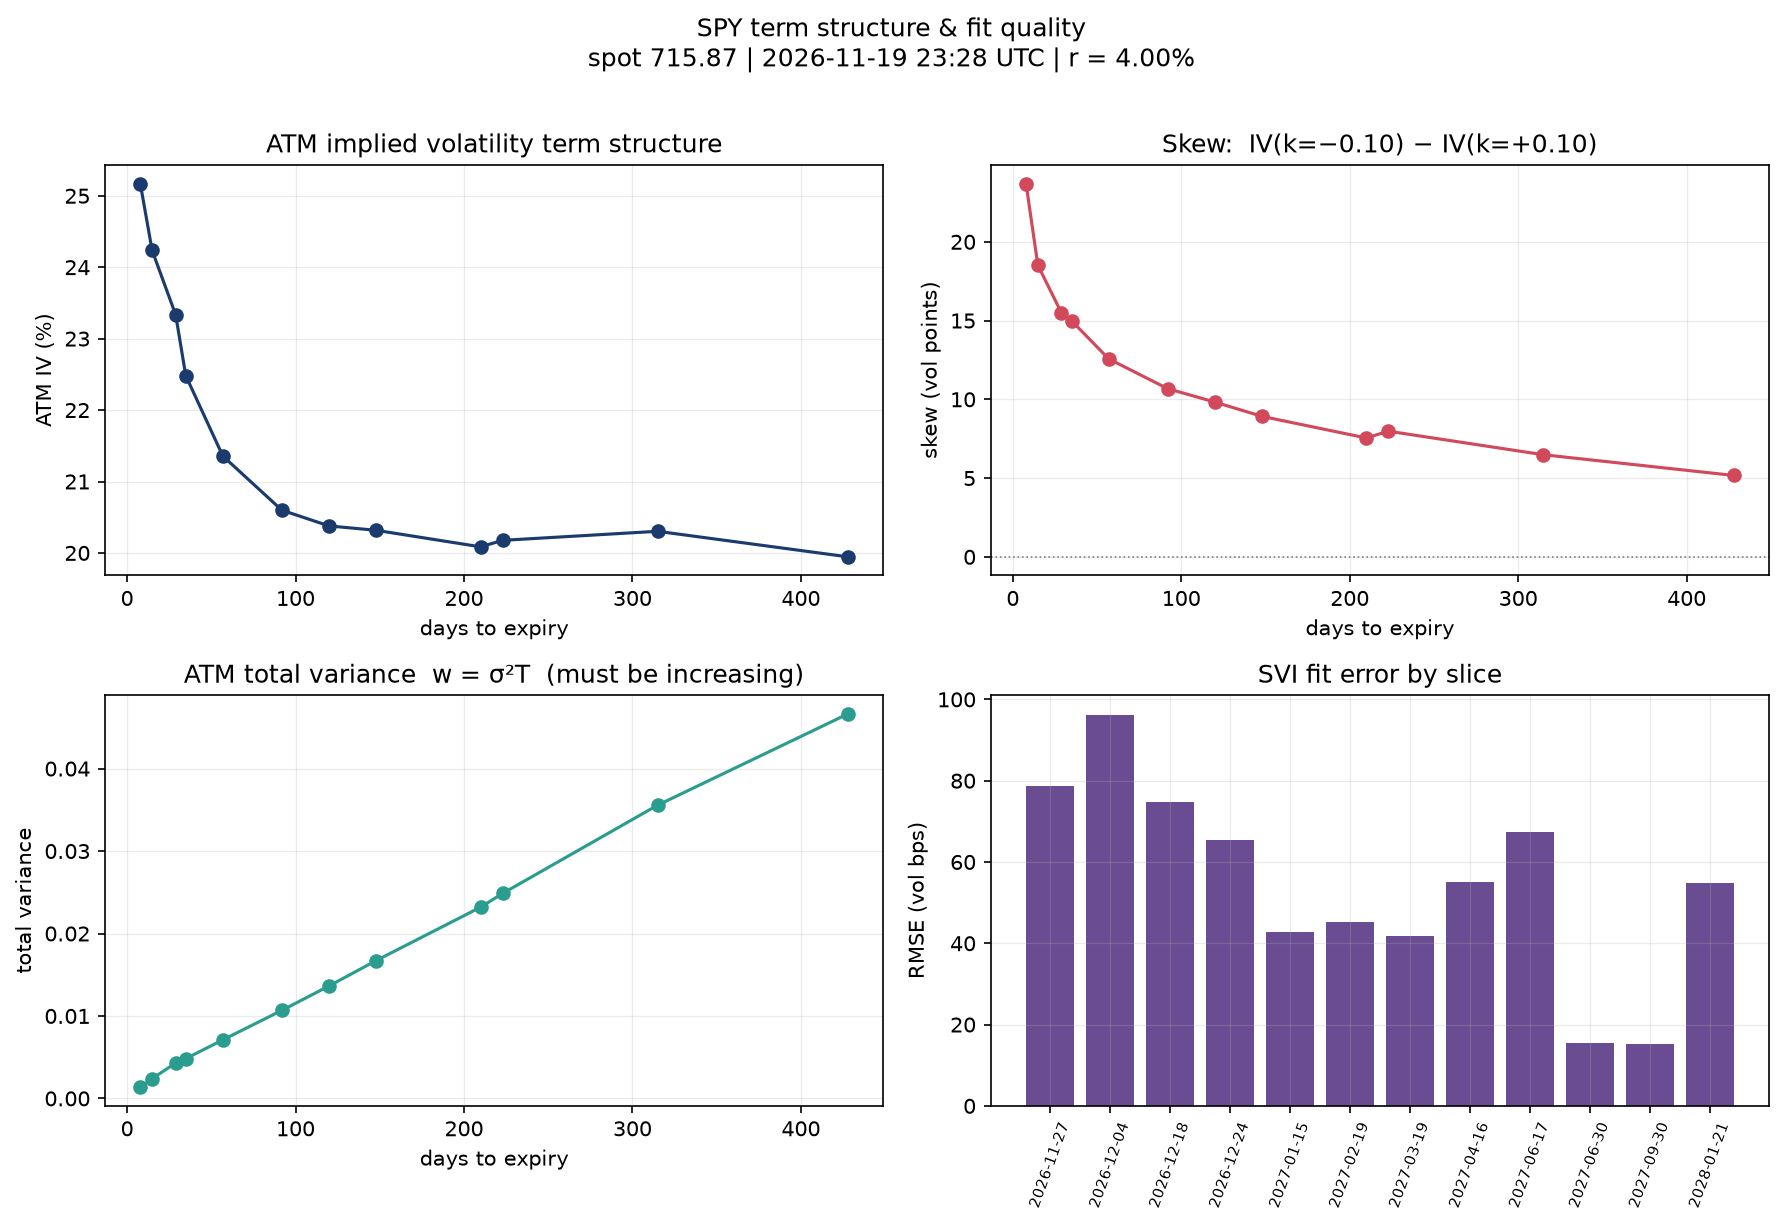 SPY term structure & fit quality
spot 715.87 | 2026-11-19 23:28 UTC | r = 4.00%
ATM implied volatility term structure
25
24
23
22
21
20
ATM IV (%)
0 100 200 300 400
days to expiry
Skew:  IV(k=−0.10) − IV(k=+0.10)
20
15
10
5
0
skew (vol points)
0 100 200 300 400
days to expiry
ATM total variance  w = σ²T  (must be increasing)
0.04
0.03
0.02
0.01
0.00
total variance
0 100 200 300 400
days to expiry
SVI fit error by slice
100
80
60
40
20
0
RMSE (vol bps)
2026-11-27
2026-12-04
2026-12-18
2026-12-24
2027-01-15
2027-02-19
2027-03-19
2027-04-16
2027-06-17
2027-06-30
2027-09-30
2028-01-21